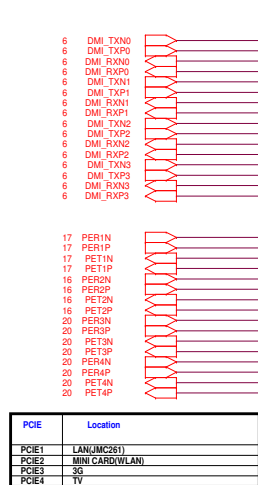 6 DMI_TXN0
6 DMI_TXP0
6 DMI_RXN0
6 DMI_RXP0
6 DMI_TXN1
6 DMI_TXP1
6 DMI_RXN1
6 DMI_RXP1
6 DMI_TXN2
6 DMI_TXP2
6 DMI_RXN2
6 DMI_RXP2
6 DMI_TXN3
6 DMI_TXP3
6 DMI_RXN3
6 DMI_RXP3
17 PER1N
17 PER1P
17 PET1N
17 PET1P
16 PER2N
16 PER2P
16 PET2N
16 PET2P
20 PER3N
20 PER3P
20 PET3N
20 PET3P
20 PER4N
20 PER4P
20 PET4N
20 PET4P
PCIE Location
PCIE1 LAN(JMC261)
PCIE2 MINI CARD(WLAN)
PCIE3 3G
PCIE4 TV